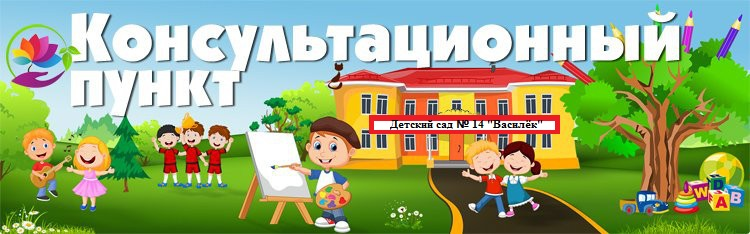 Консультационный
пункт
Детский сад № 14 "Василёк"
W D
A B